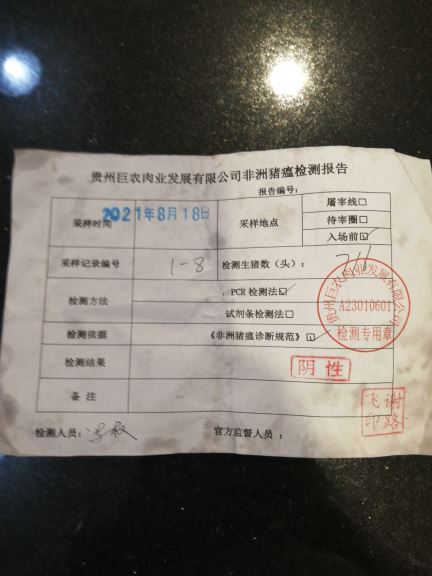 贵州巨农肉业发展有限公司非洲猪瘟检测报告
报告编号:
采样时间 2021年8月18日 采样地点 屠宰线□
待宰圈□
入场前☑
采样记录编号 1-8 检测生猪数(头):
检测方法 PCR 检测法☑
试剂条检测法□
检测依据 《非洲猪瘟诊断规范》☑
检测结果 阴性
备注
检测人员: 官方监督人员:
贵州巨农肉业发展有限公司
A23010601
检测专用章
谢路飞印